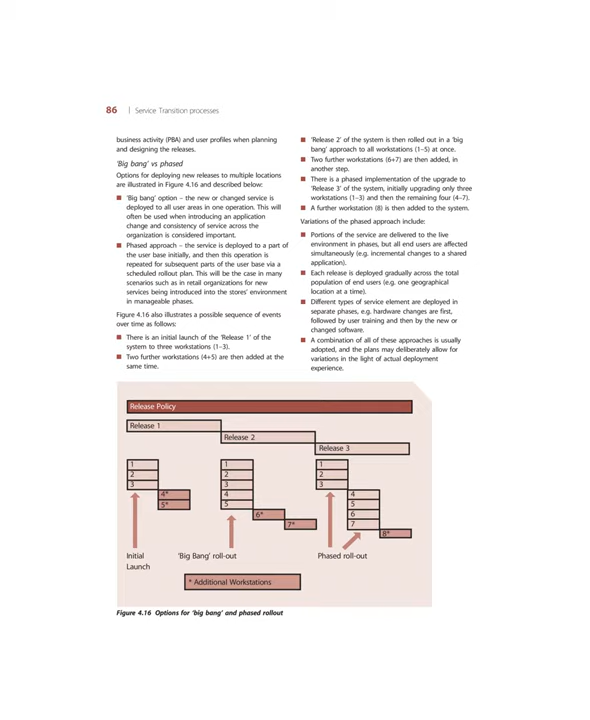 86 | Service Transition processes
business activity (PBA) and user profiles when planning
and designing the releases.
'Big bang' vs phased
Options for deploying new releases to multiple locations
are illustrated in Figure 4.16 and described below:
■ 'Big bang' option – the new or changed service is
deployed to all user areas in one operation. This will
often be used when introducing an application
change and consistency of service across the
organization is considered important.
■ Phased approach – the service is deployed to a part of
the user base initially, and then this operation is
repeated for subsequent parts of the user base via a
scheduled rollout plan. This will be the case in many
scenarios such as in retail organizations for new
services being introduced into the stores' environment
in manageable phases.
Figure 4.16 also illustrates a possible sequence of events
over time as follows:
■ There is an initial launch of the 'Release 1' of the
system to three workstations (1–3).
■ Two further workstations (4+5) are then added at the
same time.
■ 'Release 2' of the system is then rolled out in a 'big
bang' approach to all workstations (1–5) at once.
■ Two further workstations (6+7) are then added, in
another step.
■ There is a phased implementation of the upgrade to
'Release 3' of the system, initially upgrading only three
workstations (1–3) and then the remaining four (4–7).
■ A further workstation (8) is then added to the system.
Variations of the phased approach include:
■ Portions of the service are delivered to the live
environment in phases, but all end users are affected
simultaneously (e.g. incremental changes to a shared
application).
■ Each release is deployed gradually across the total
population of end users (e.g. one geographical
location at a time).
■ Different types of service element are deployed in
separate phases, e.g. hardware changes are first,
followed by user training and then by the new or
changed software.
■ A combination of all of these approaches is usually
adopted, and the plans may deliberately allow for
variations in the light of actual deployment
experience.
Release Policy
Release 1
Release 2
Release 3
1 1 1
2 2 2
3 3 3
4* 4 4
5* 5 5
6* 6
7* 7
8*
Initial 'Big Bang' roll-out Phased roll-out
Launch
* Additional Workstations
Figure 4.16 Options for 'big bang' and phased rollout